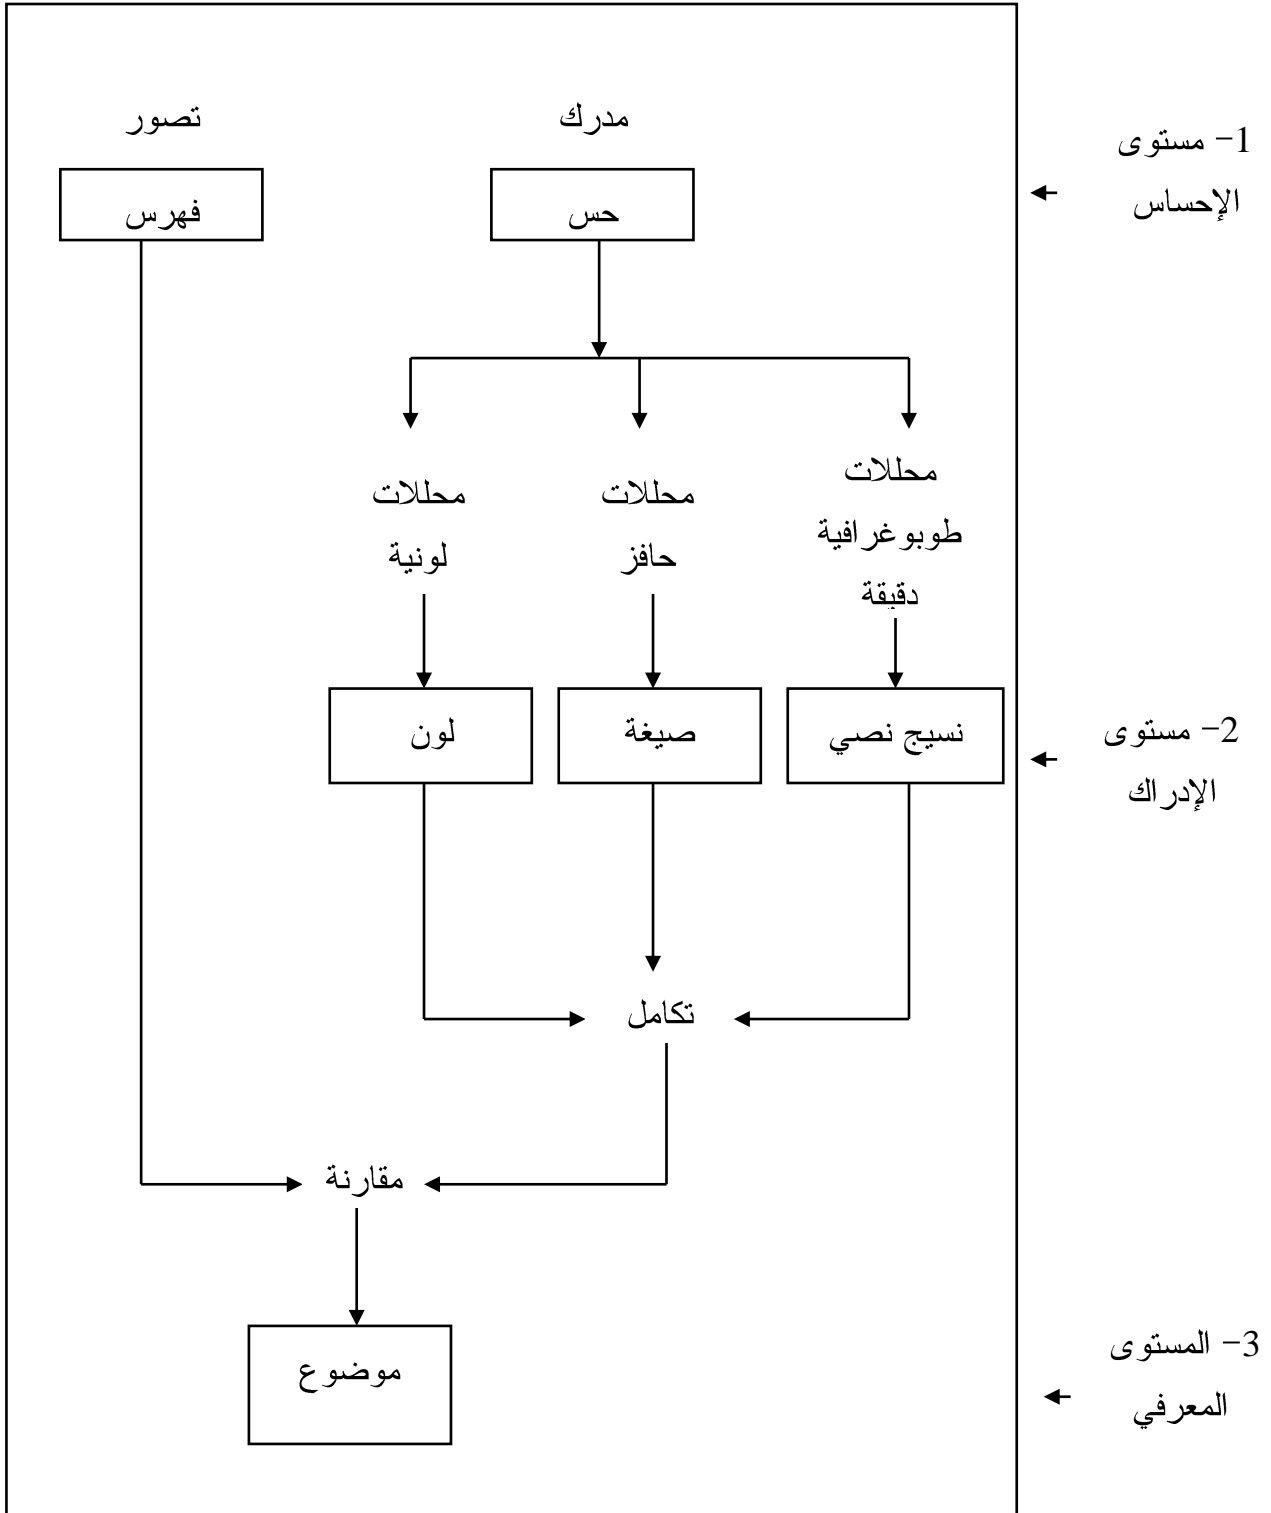 مدرك
تصور
1- مستوى
الإحساس
حس
فهرس
محللات
طوبوغرافية
دقيقة
محللات
حافز
محللات
لونية
2- مستوى
الإدراك
نسيج نصي
صيغة
لون
تكامل
مقارنة
3- المستوى
المعرفي
موضوع